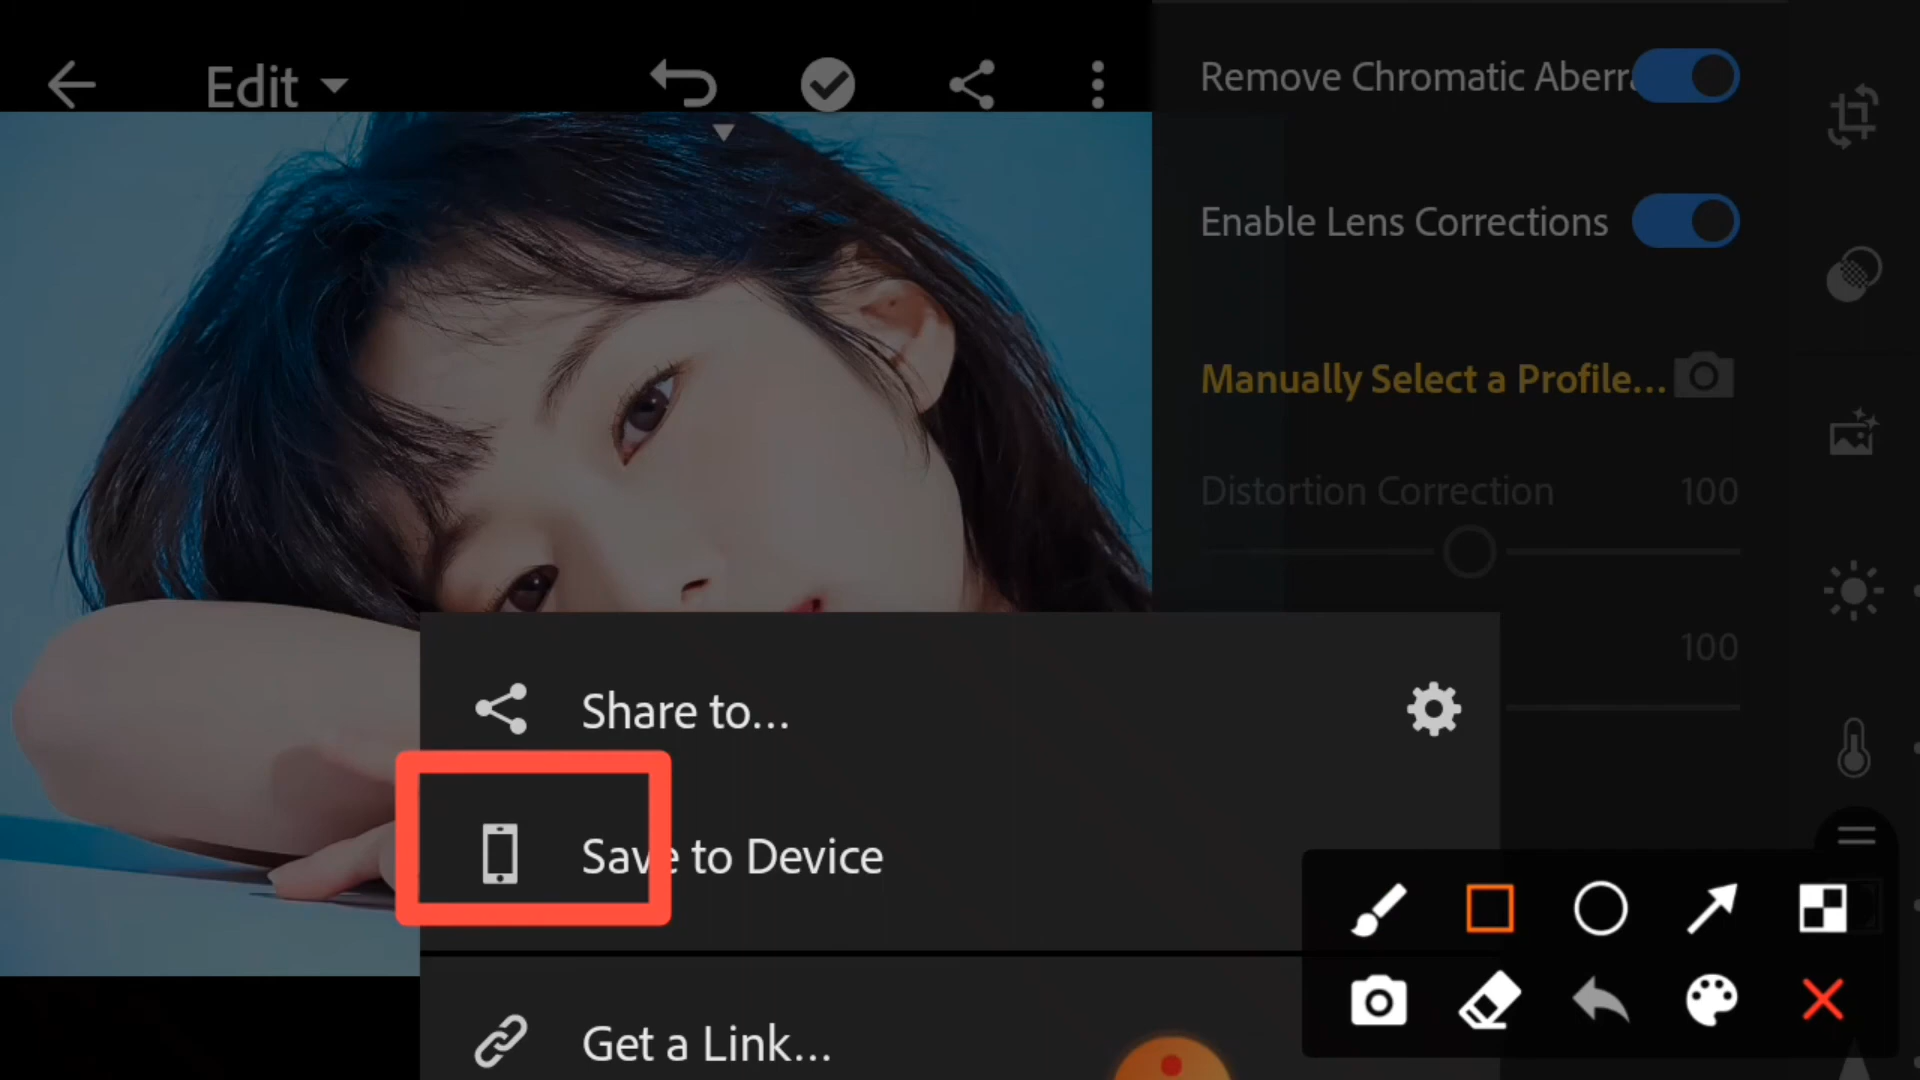 Edit
Remove Chromatic Aberra
Enable Lens Corrections
Manually Select a Profile...
Distortion Correction 100
100
Share to...
Save to Device
Get a Link...